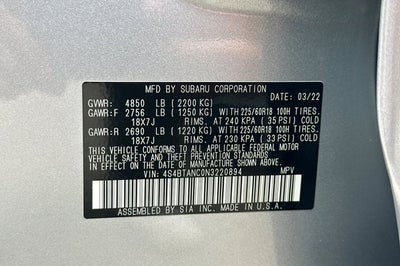 MFD. BY SUBARU CORPORATION 03/22
GVWR: 4850 LB (2200 KG)
GAWR:F 2756 LB (1250 KG) WITH 225/60R18 100H TIRES.
18X7J RIMS. AT 240 KPA ( 35 PSI) COLD
GAWR:R 2690 LB (1220 KG) WITH 225/60R18 100H TIRES.
18X7J RIMS. AT 230 KPA ( 33 PSI) COLD
THIS VEHICLE CONFORMS TO ALL APPLICABLE FEDERAL MOTOR
VEHICLE SAFETY AND THEFT PREVENTION STANDARDS
IN EFFECT ON THE DATE OF MANUFACTURE SHOWN ABOVE.
VIN: 4S4BTANC0N3220894 MPV
ASSEMBLED BY SIA INC. MADE IN U.S.A.